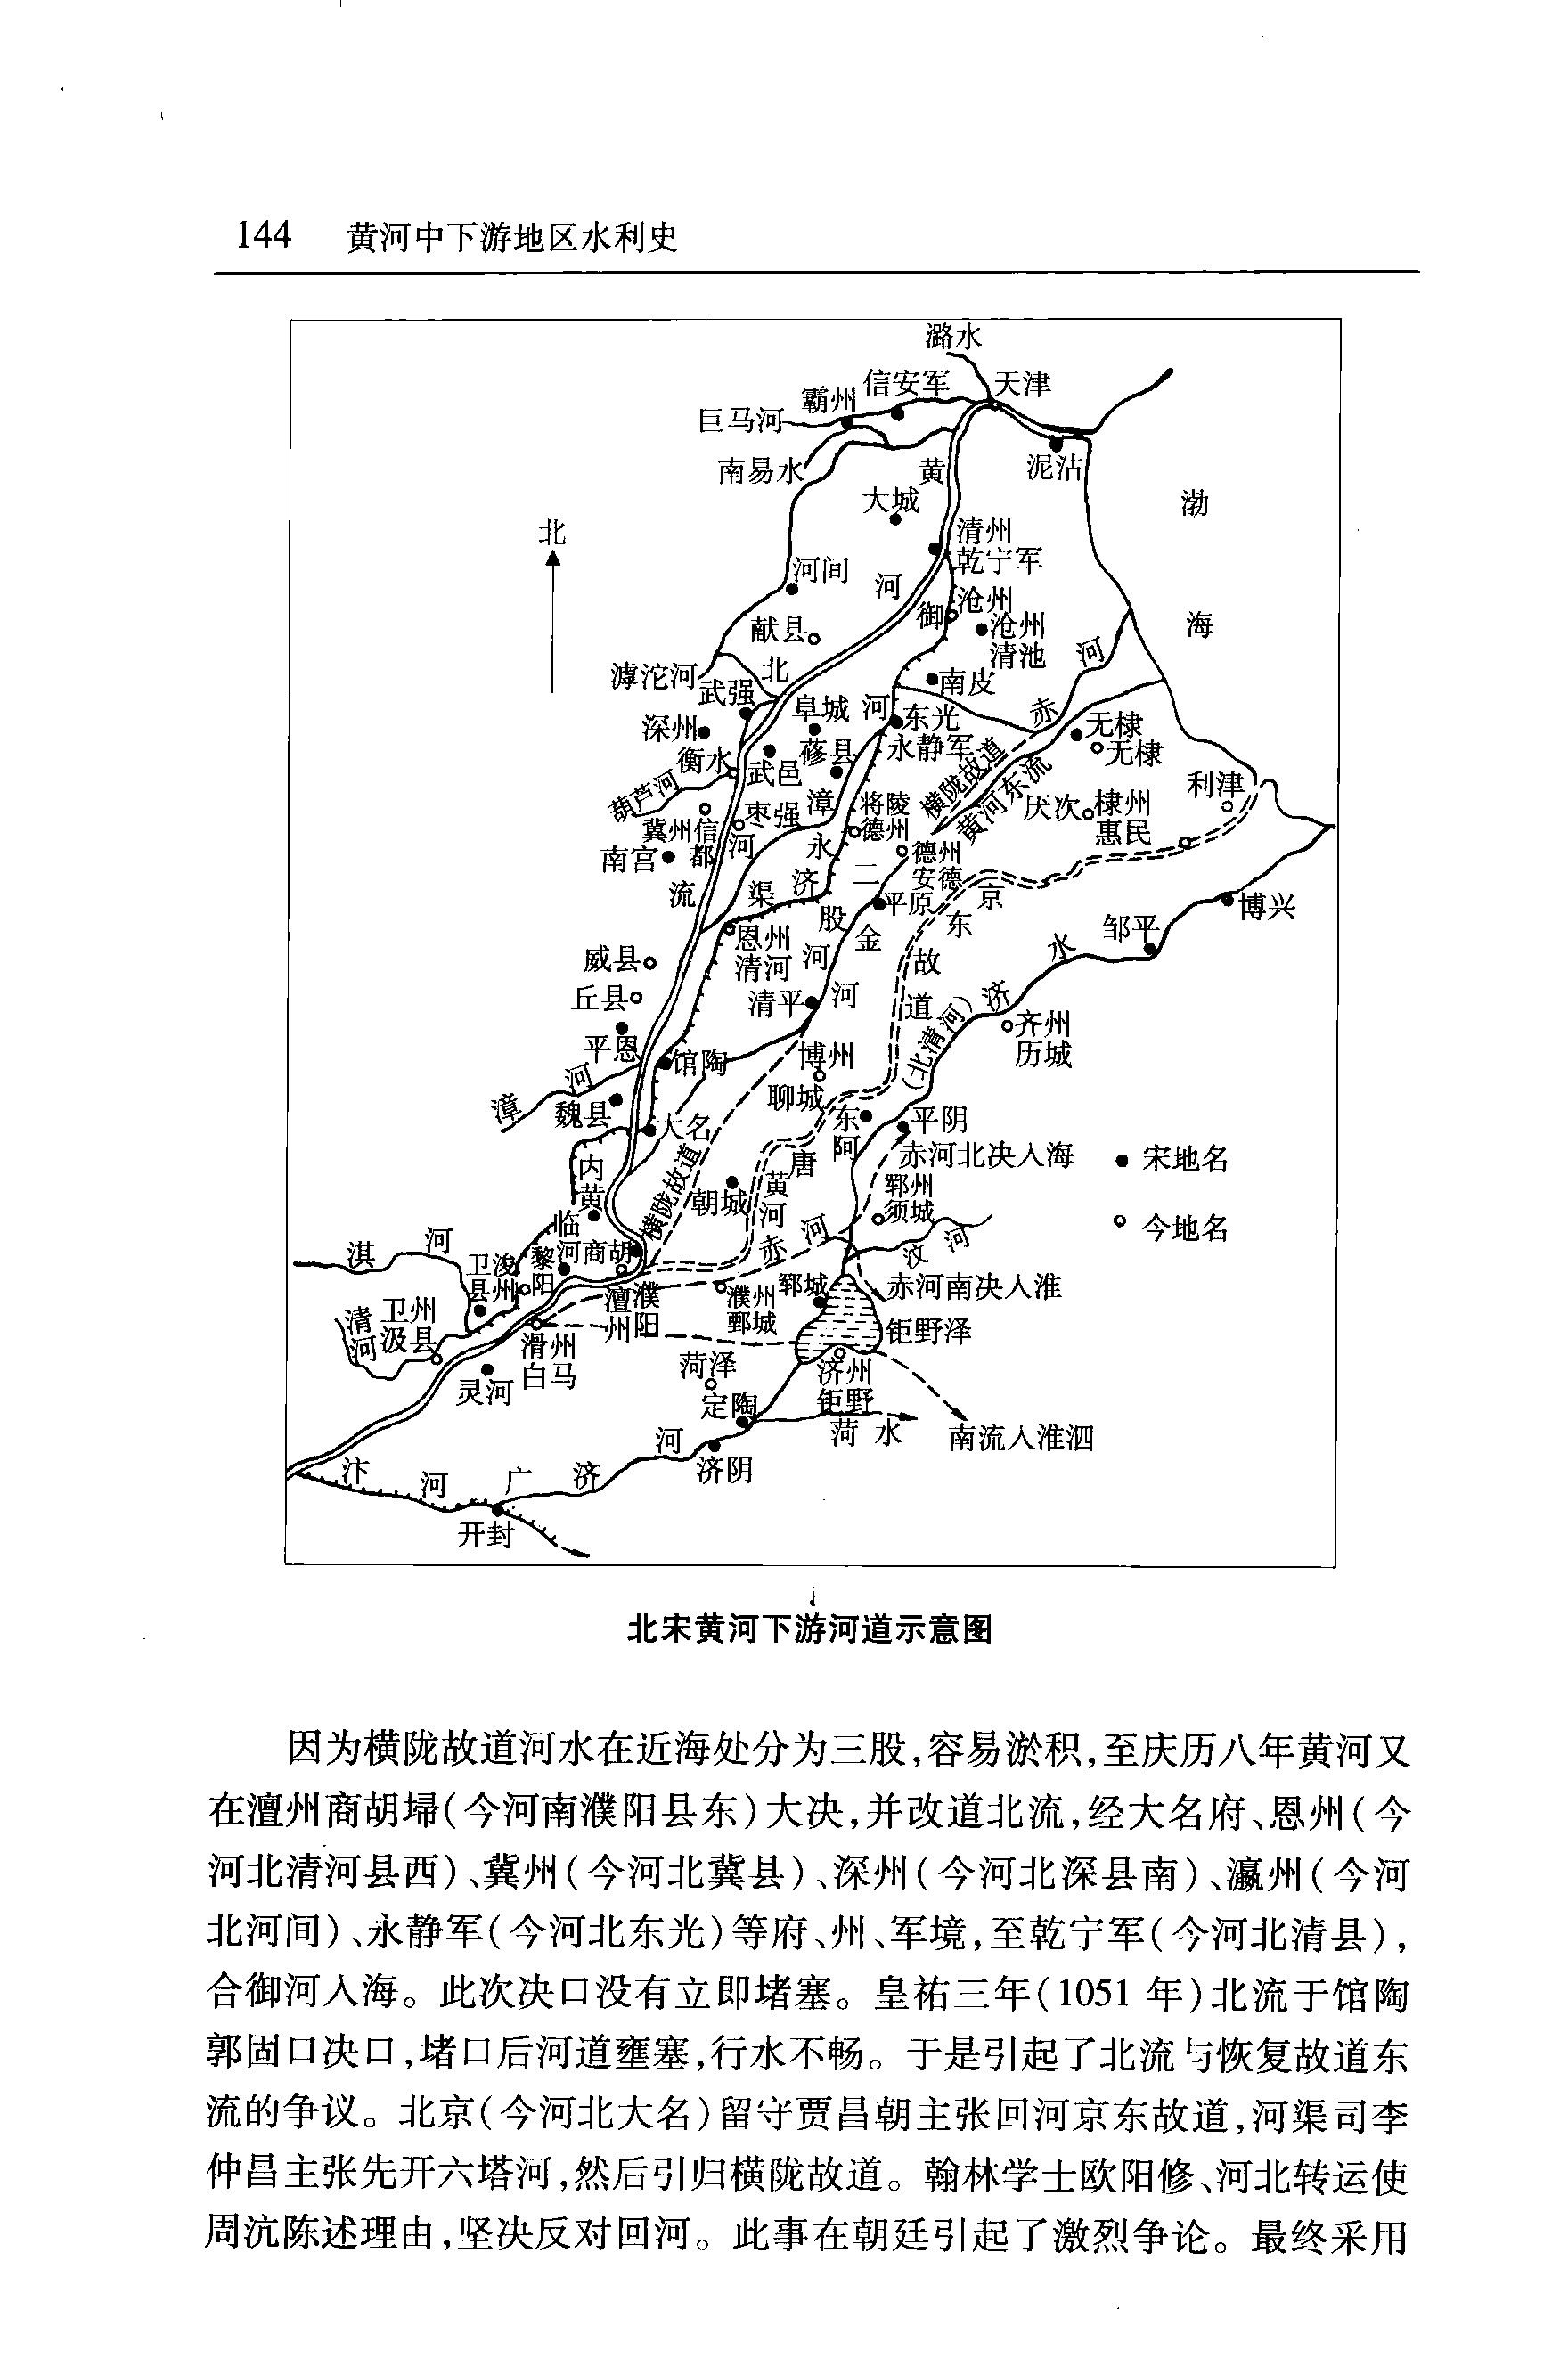 144 黄河中下游地区水利史
潞水
信安军
天津
霸州
巨马河
南易水
黄
泥沽
大城
渤
北
清州
乾宁军
河间
河
沧州
御
沧州
清池
海
献县
河
滹沱河
北
武强
南皮
阜城
河
东光
赤
无棣
深州
永静军
无棣
衡水
武邑
蓨县
横陇故道
黄河东流
利津
葫芦河
枣强
漳
将陵
德州
厌次
棣州
惠民
冀州信
都
河
永
德州
安德
南宫
二
流
渠
济
平原
京
博兴
股
东
邹平
恩州
清河
金
水
威县
河
故
丘县
清平
河
道
济
(北清河)
齐州
历城
平恩
馆陶
博州
河
聊城
漳
魏县
大名
东
阿
平阴
赤河北决入海
宋地名
内
黄
横陇故道
唐
黄
河
郓州
须城
朝城
今地名
临
河
河
淇
河
卫
县
浚
州
黎
阳
商胡
赤
汶
河
澶
州
濮
阳
濮州
鄄城
郓城
赤河南决入淮
清
河
卫州
汲县
滑州
白马
钜野泽
灵河
菏泽
济州
钜野
定陶
河
菏水
南流入淮泗
济阴
汴
河
广
济
开封
北宋黄河下游河道示意图
因为横陇故道河水在近海处分为三股,容易淤积,至庆历八年黄河又
在澶州商胡埽(今河南濮阳县东)大决,并改道北流,经大名府、恩州(今
河北清河县西)、冀州(今河北冀县)、深州(今河北深县南)、瀛州(今河
北河间)、永静军(今河北东光)等府、州、军境,至乾宁军(今河北清县),
合御河入海。此次决口没有立即堵塞。皇祐三年(1051 年)北流于馆陶
郭固口决口,堵口后河道壅塞,行水不畅。于是引起了北流与恢复故道东
流的争议。北京(今河北大名)留守贾昌朝主张回河京东故道,河渠司李
仲昌主张先开六塔河,然后引归横陇故道。翰林学士欧阳修、河北转运使
周沆陈述理由,坚决反对回河。此事在朝廷引起了激烈争论。最终采用